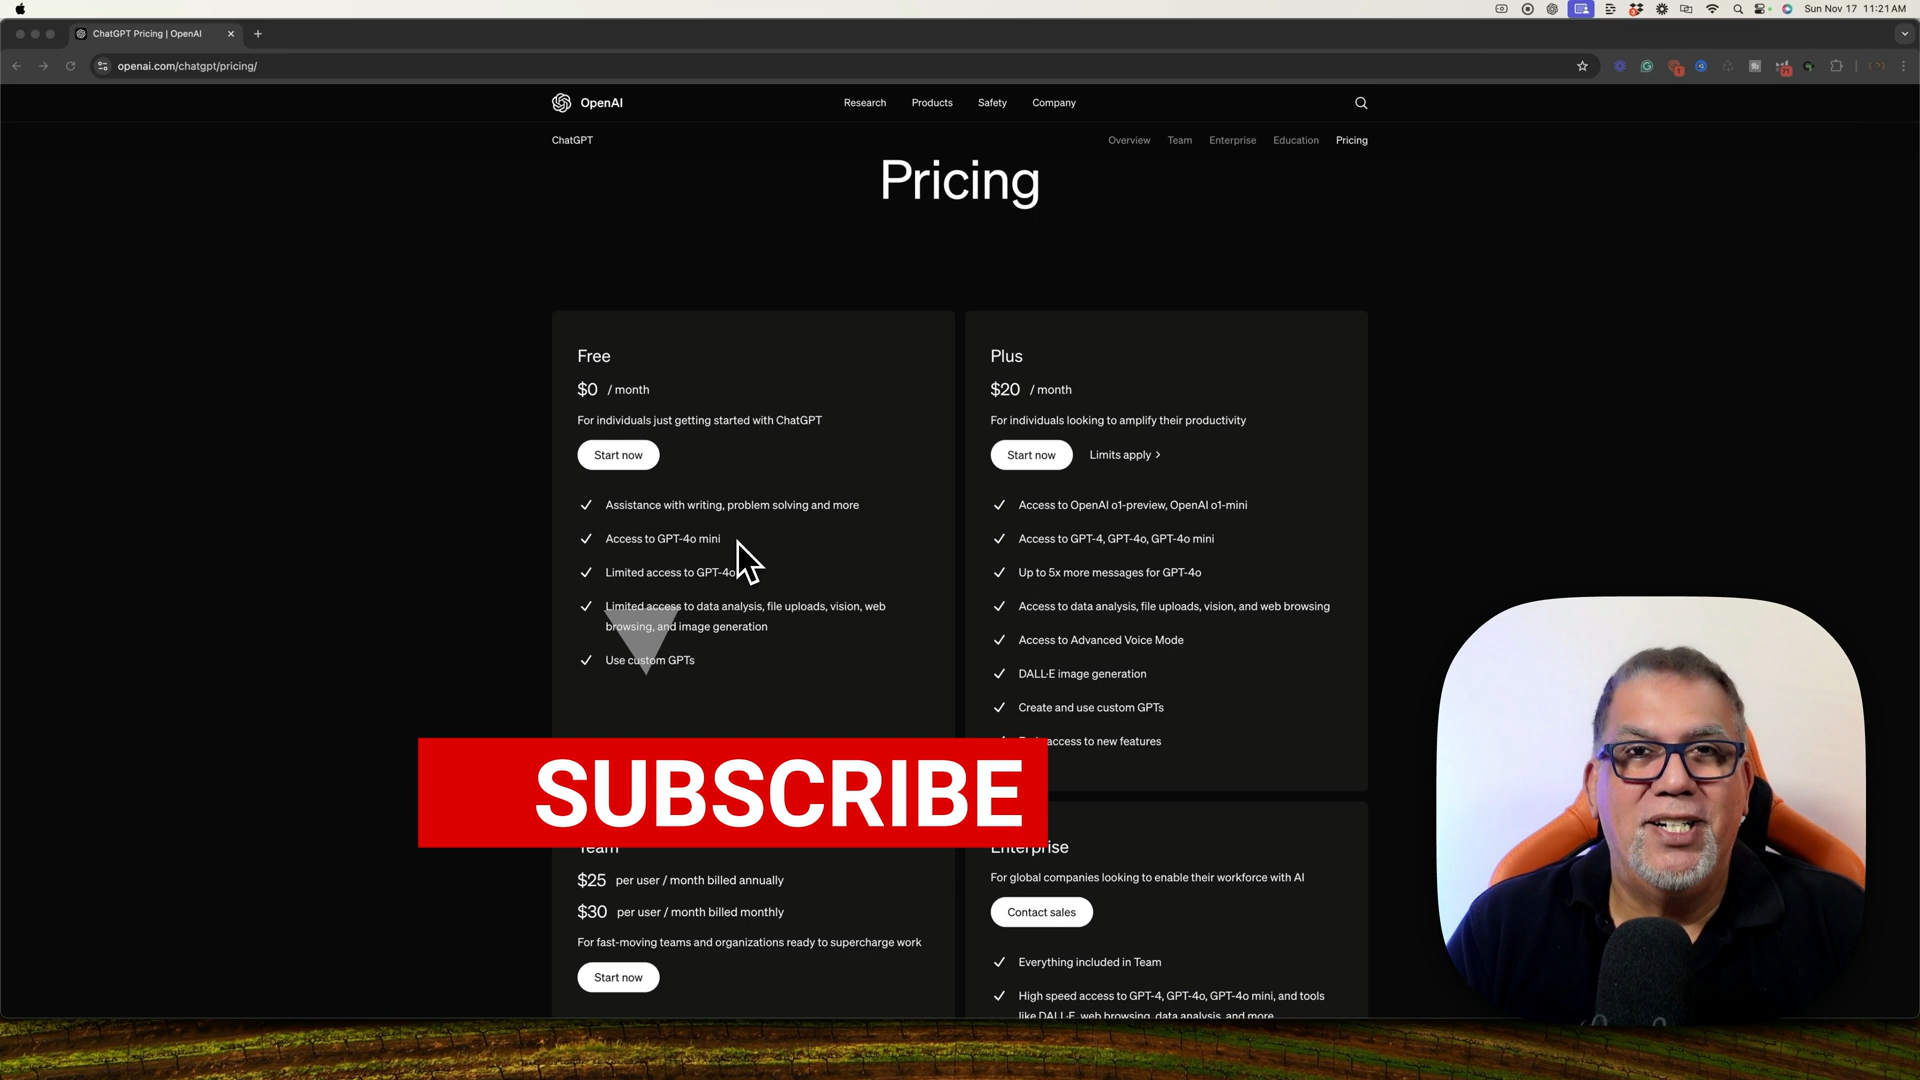 Sun Nov 17 11:21 AM
ChatGPT Pricing | OpenAI
openai.com/chatgpt/pricing/
OpenAI
Research Products Safety Company
ChatGPT
Overview Team Enterprise Education Pricing
Pricing
Free
$0 / month
For individuals just getting started with ChatGPT
Start now
Assistance with writing, problem solving and more
Access to GPT-4o mini
Limited access to GPT-4o
Limited access to data analysis, file uploads, vision, web
browsing, and image generation
Use custom GPTs
Plus
$20 / month
For individuals looking to amplify their productivity
Start now Limits apply
Access to OpenAI o1-preview, OpenAI o1-mini
Access to GPT-4, GPT-4o, GPT-4o mini
Up to 5x more messages for GPT-4o
Access to data analysis, file uploads, vision, and web browsing
Access to Advanced Voice Mode
DALL·E image generation
Create and use custom GPTs
access to new features
SUBSCRIBE
Team
$25 per user / month billed annually
$30 per user / month billed monthly
For fast-moving teams and organizations ready to supercharge work
Start now
Enterprise
For global companies looking to enable their workforce with AI
Contact sales
Everything included in Team
High speed access to GPT-4, GPT-4o, GPT-4o mini, and tools
like DALL·E, web browsing, data analysis, and more